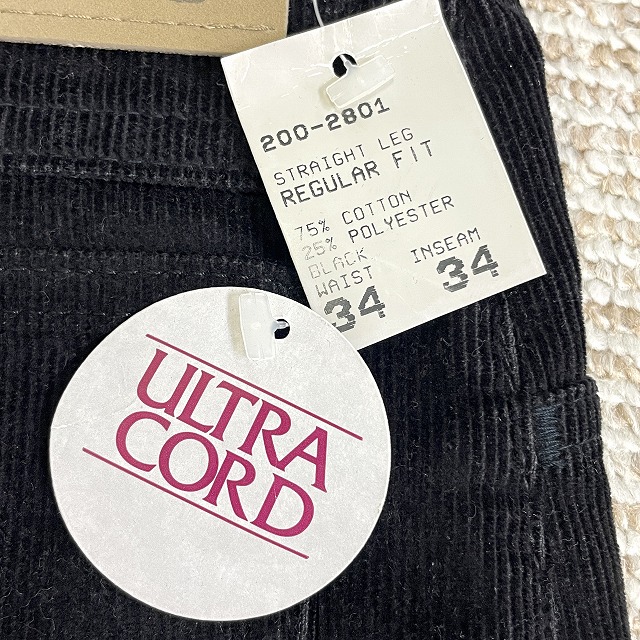 200-2801
STRAIGHT LEG
REGULAR FIT
75% COTTON
25% POLYESTER
BLACK
WAIST INSEAM
34 34
ULTRA
CORD